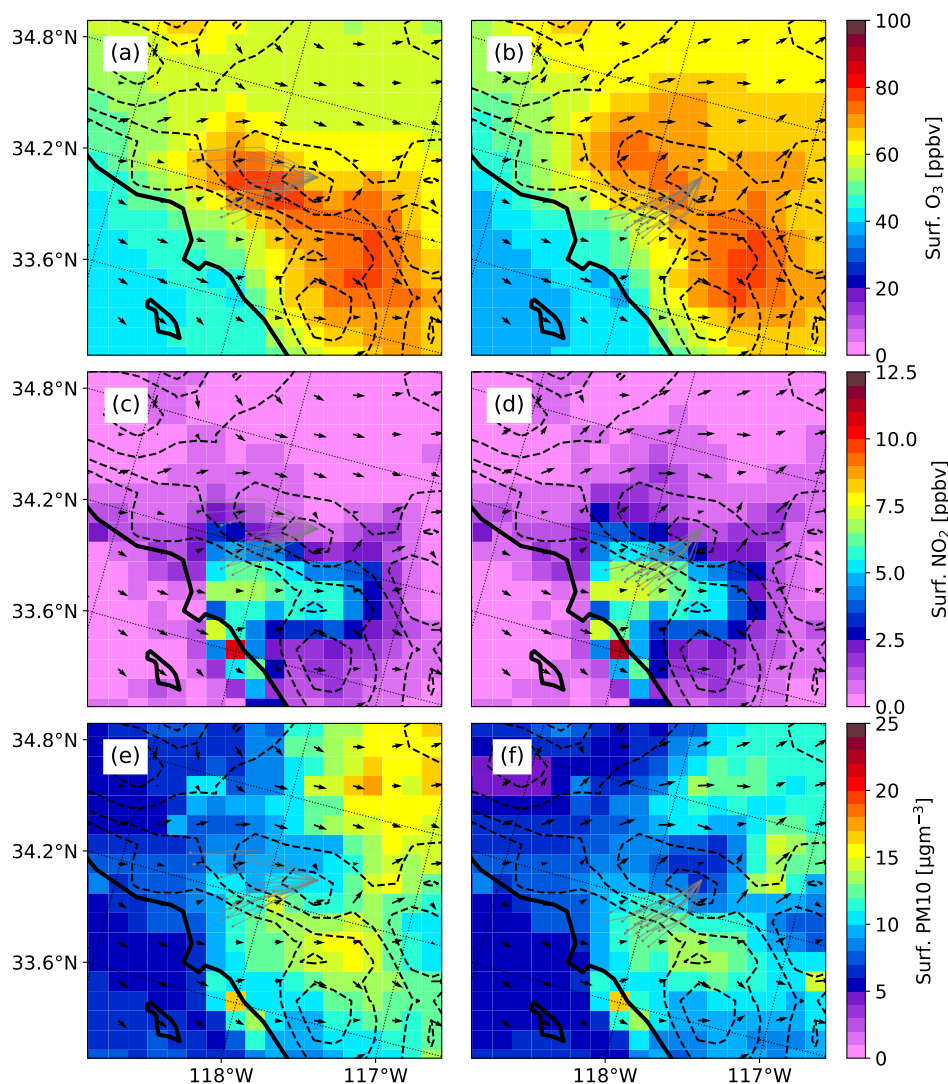 34.8°N
34.2°N
33.6°N
(a)
(b)
100
80
60
40
20
0
Surf. O₃ [ppbv]
34.8°N
34.2°N
33.6°N
(c)
(d)
12.5
10.0
7.5
5.0
2.5
0.0
Surf. NO₂ [ppbv]
34.8°N
34.2°N
33.6°N
(e)
(f)
25
20
15
10
5
0
Surf. PM10 [µgm⁻³]
118°W
117°W
118°W
117°W